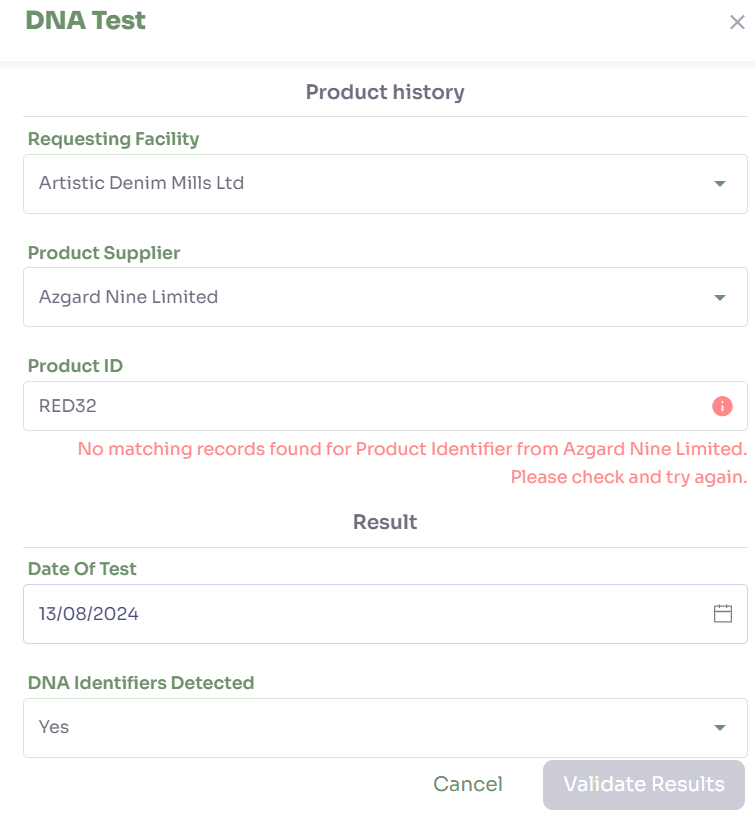 DNA Test
Product history
Requesting Facility
Artistic Denim Mills Ltd
Product Supplier
Azgard Nine Limited
Product ID
RED32
No matching records found for Product Identifier from Azgard Nine Limited.
Please check and try again.
Result
Date Of Test
13/08/2024
DNA Identifiers Detected
Yes
Cancel Validate Results